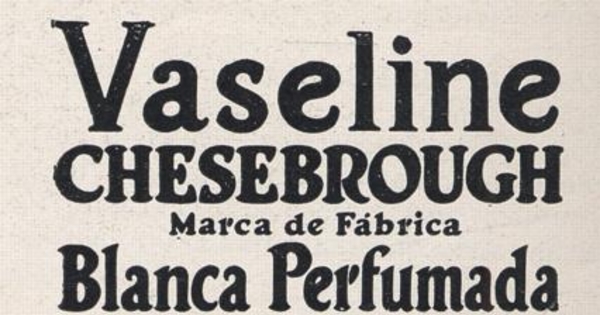 Vaseline
CHESEBROUGH
Marca de Fábrica
Blanca Perfumada